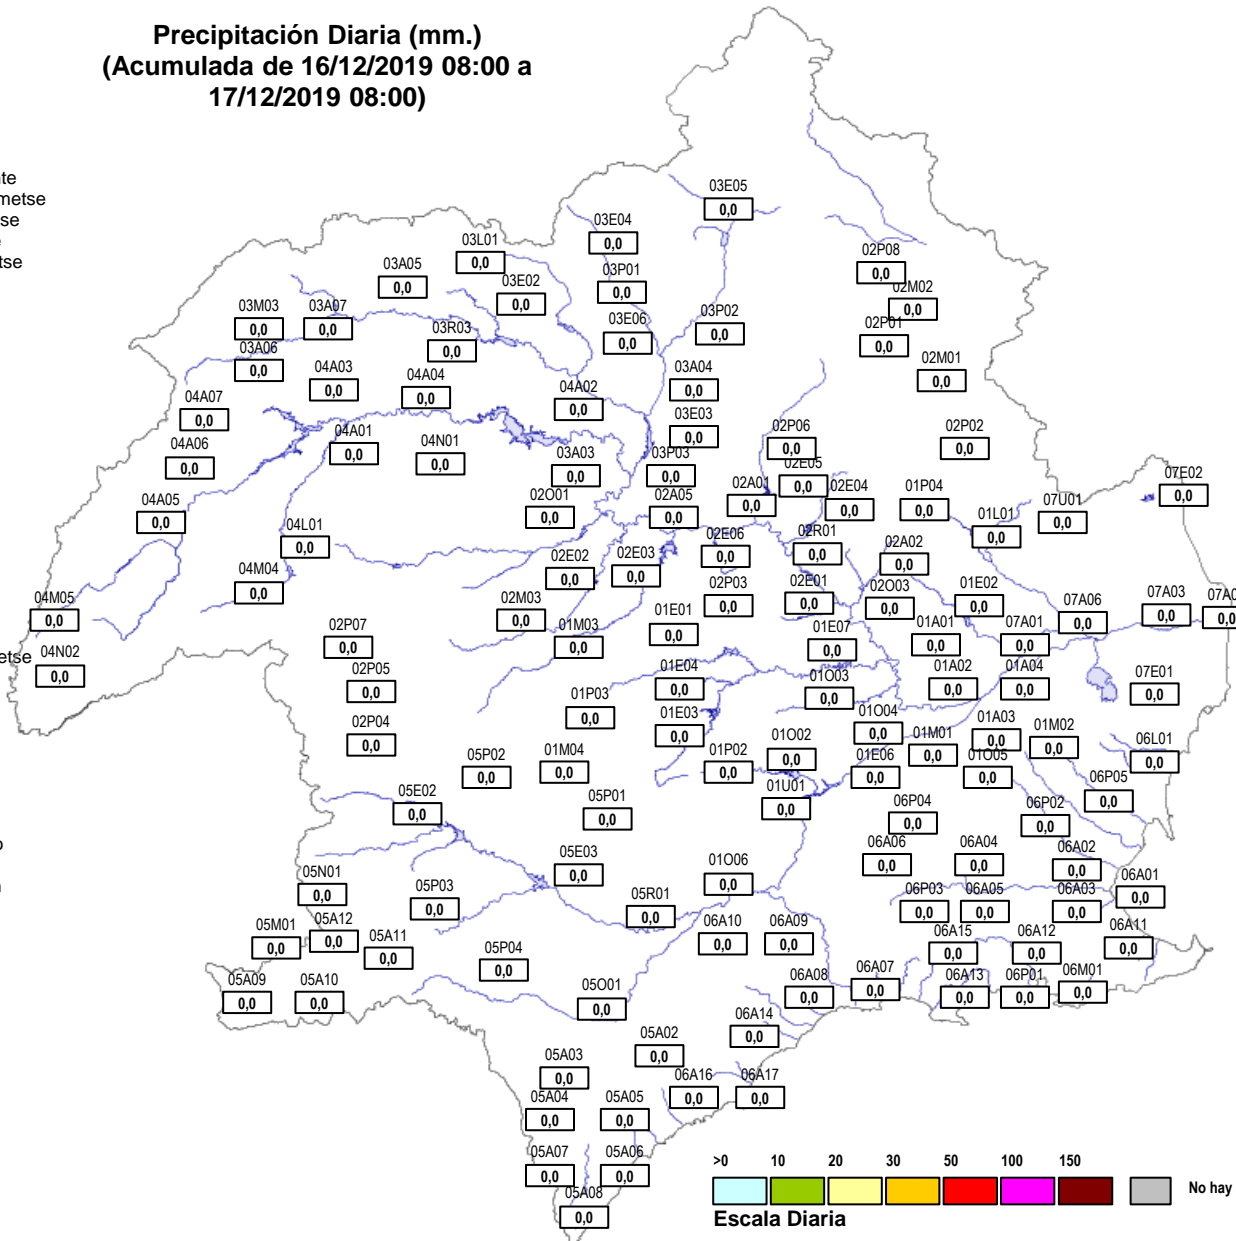 Precipitación Diaria (mm.)
(Acumulada de 16/12/2019 08:00 a
17/12/2019 08:00)
03E05
0,0
03E04
0,0
03L01
0,0
02P08
0,0
03A05
0,0
03P01
0,0
03E02
0,0
02M02
0,0
03M03
0,0
03A07
0,0
03E06
0,0
03P02
0,0
02P01
0,0
03R03
0,0
03A06
0,0
02M01
0,0
04A03
0,0
04A04
0,0
03A04
0,0
04A02
0,0
04A07
0,0
03E03
0,0
04A01
0,0
04N01
0,0
02P06
0,0
02P02
0,0
04A06
0,0
03A03
0,0
03P03
0,0
02E05
0,0
07E02
0,0
02A01
0,0
02E04
0,0
01P04
0,0
04A05
0,0
02O01
0,0
02A05
0,0
07U01
0,0
01L01
0,0
04L01
0,0
02E06
0,0
02R01
0,0
02A02
0,0
02E02
0,0
02E03
0,0
04M04
0,0
02P03
0,0
02E01
0,0
02O03
0,0
01E02
0,0
04M05
0,0
02M03
0,0
07A06
0,0
07A03
0,0
01E01
0,0
02P07
0,0
01M03
0,0
01E07
0,0
01A01
0,0
07A01
0,0
04N02
0,0
02P05
0,0
01E04
0,0
01O03
0,0
01A02
0,0
01A04
0,0
07E01
0,0
01P03
0,0
02P04
0,0
01E03
0,0
01O04
0,0
01A03
0,0
01M02
0,0
01M01
0,0
06L01
0,0
05P02
0,0
01M04
0,0
01P02
0,0
01O02
0,0
01E06
0,0
01O05
0,0
05E02
0,0
05P01
0,0
01U01
0,0
06P05
0,0
06P04
0,0
06P02
0,0
05E03
0,0
01O06
0,0
06A06
0,0
06A04
0,0
06A02
0,0
05N01
0,0
05P03
0,0
05R01
0,0
06P03
0,0
06A05
0,0
06A03
0,0
06A01
0,0
05M01
0,0
05A12
0,0
05A11
0,0
06A10
0,0
06A09
0,0
06A15
0,0
06A12
0,0
06A11
0,0
05P04
0,0
05A09
0,0
05A10
0,0
05O01
0,0
06A08
0,0
06A07
0,0
06A13
0,0
06P01
0,0
06M01
0,0
05A02
0,0
06A14
0,0
05A03
0,0
06A16
0,0
06A17
0,0
05A04
0,0
05A05
0,0
05A07
0,0
05A06
0,0
05A08
0,0
>0 10 20 30 50 100 150
No hay
Escala Diaria